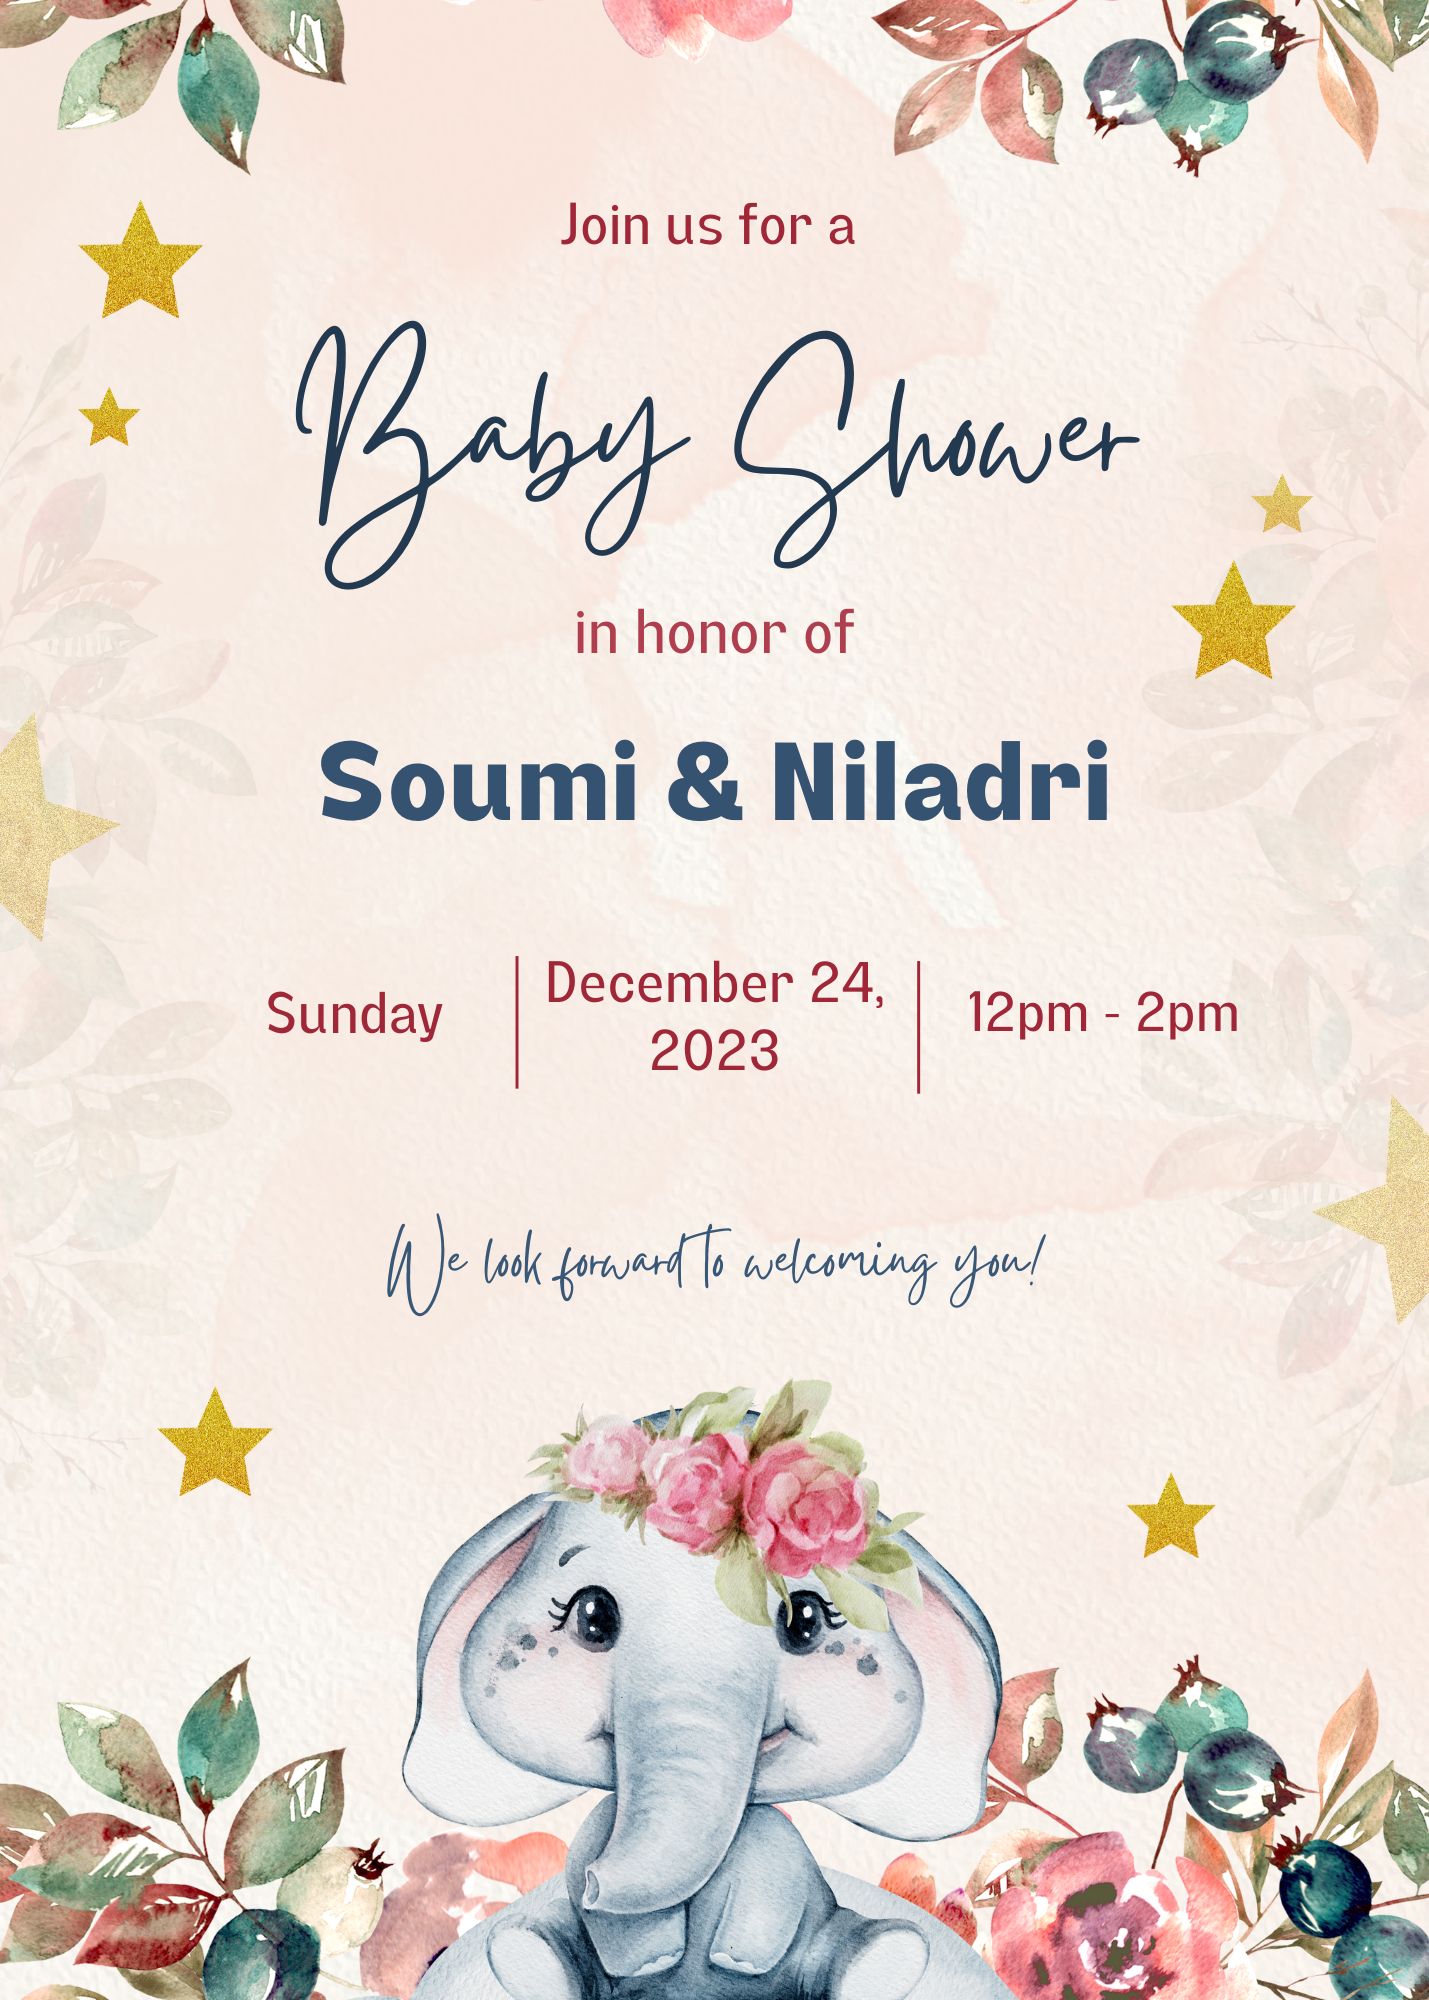 Join us for a
Baby Shower
in honor of
Soumi & Niladri
Sunday
December 24,
2023
12pm - 2pm
We look forward to welcoming you!